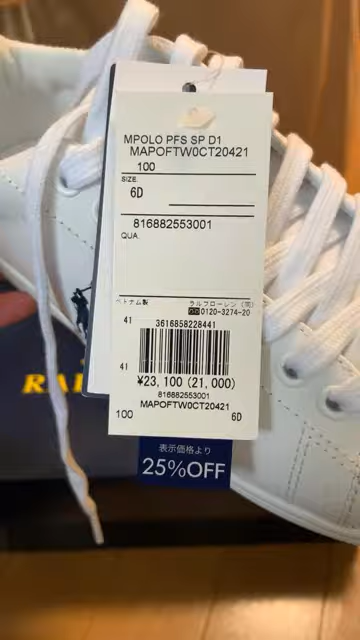 MPOLO PFS SP D1
MAPOFTW0CT20421
100
SIZE
6D
816882553001
QUA.
ベトナム製
ラルフローレン(株)
0120-3274-20
41
3616858228441
41
¥23,100 (21,000)
816882553001
MAPOFTW0CT20421
100
6D
表示価格より
25%OFF